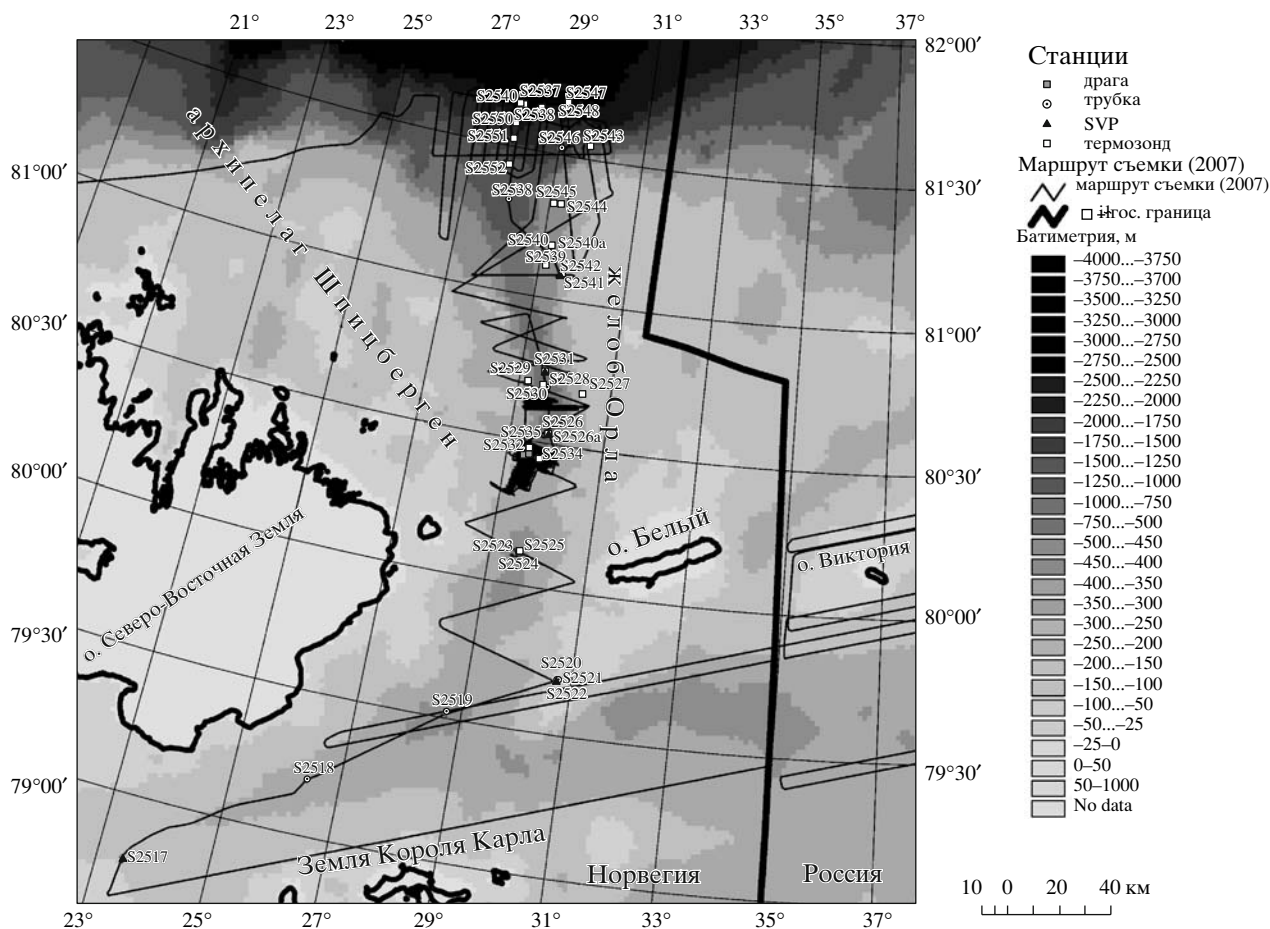 21° 23° 25° 27° 29° 31° 33° 35° 37°
82°00′
81°30′
81°00′
80°30′
80°00′
79°30′
81°00′
80°30′
80°00′
79°30′
79°00′
23° 25° 27° 29° 31° 33° 35° 37°
архипелаг Шпицберген
желоб Орла
о. Северо-Восточная Земля
о. Белый
о. Виктория
Земля Короля Карла
Норвегия
Россия
S2540
S2537
S2547
S2550
S2538
S2548
S2551
S2546
S2543
S2552
S2538
S2545
S2544
S2540
S2540a
S2539
S2542
S2541
S2531
S2529
S2528
S2527
S2530
S2526
S2535
S2526a
S2532
S2534
S2523
S2525
S2524
S2520
S2521
S2522
S2519
S2518
S2517
Станции
драга
трубка
SVP
термозонд
Маршрут съемки (2007)
маршрут съемки (2007)
гос. граница
Батиметрия, м
–4000...–3750
–3750...–3700
–3500...–3250
–3250...–3000
–3000...–2750
–2750...–2500
–2500...–2250
–2250...–2000
–2000...–1750
–1750...–1500
–1500...–1250
–1250...–1000
–1000...–750
–750...–500
–500...–450
–450...–400
–400...–350
–350...–300
–300...–250
–250...–200
–200...–150
–150...–100
–100...–50
–50...–25
–25–0
0–50
50–1000
No data
10 0 40 км